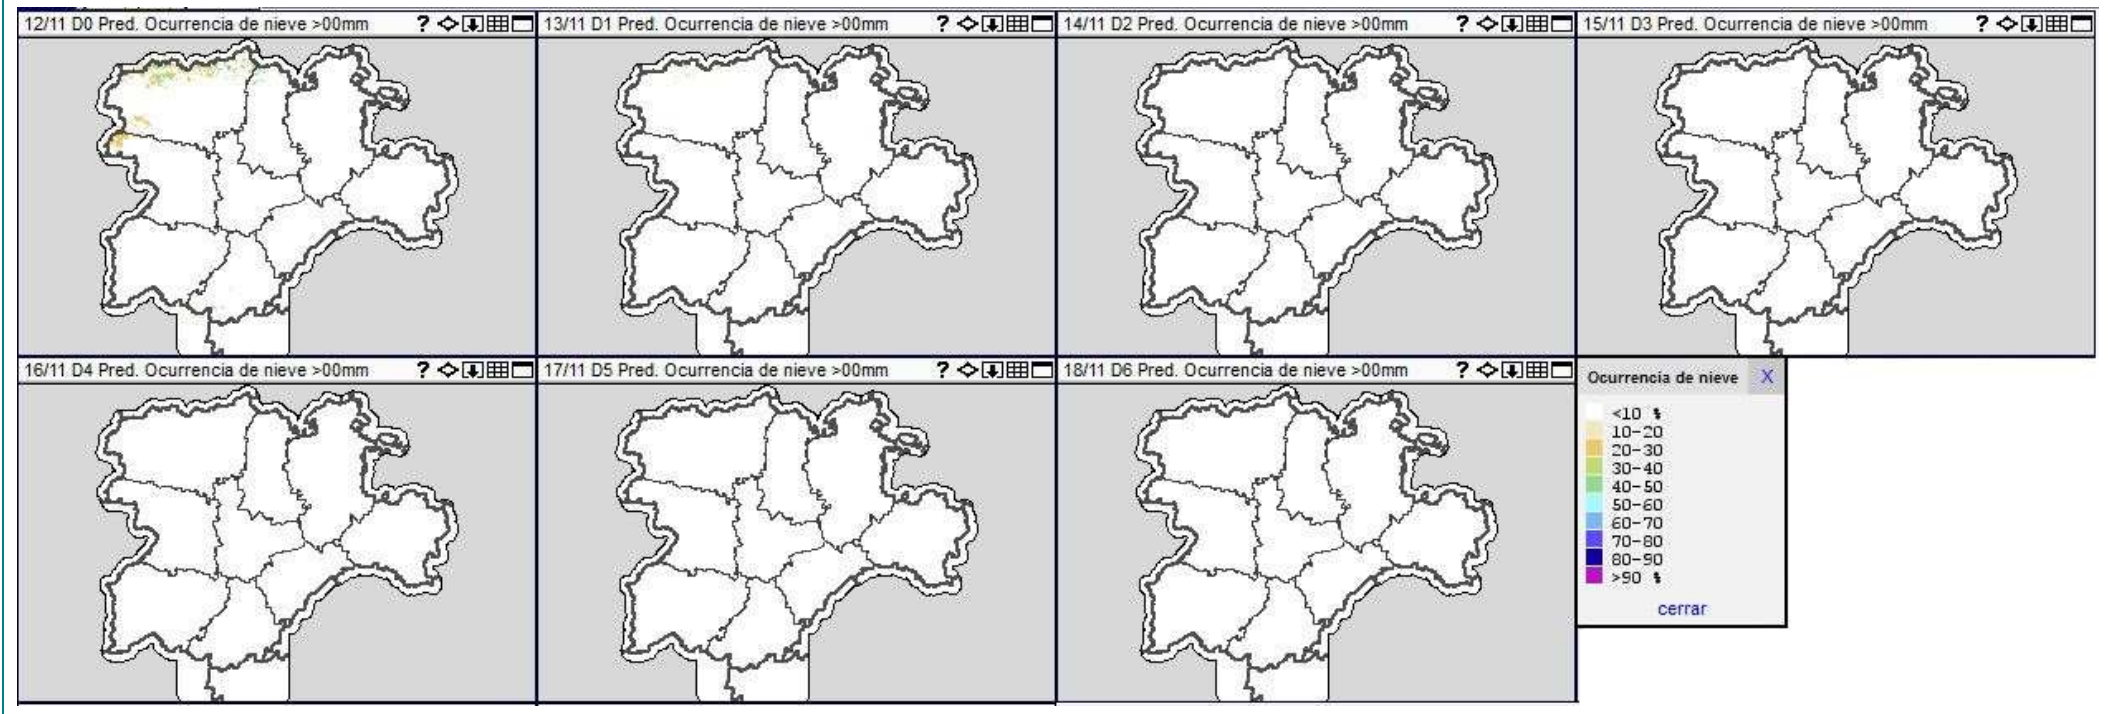 12/11 D0 Pred. Ocurrencia de nieve >00mm ?
13/11 D1 Pred. Ocurrencia de nieve >00mm ?
14/11 D2 Pred. Ocurrencia de nieve >00mm ?
15/11 D3 Pred. Ocurrencia de nieve >00mm ?
16/11 D4 Pred. Ocurrencia de nieve >00mm ?
17/11 D5 Pred. Ocurrencia de nieve >00mm ?
18/11 D6 Pred. Ocurrencia de nieve >00mm ?
Ocurrencia de nieve X
<10 %
10-20
20-30
30-40
40-50
50-60
60-70
70-80
80-90
>90 %
cerrar